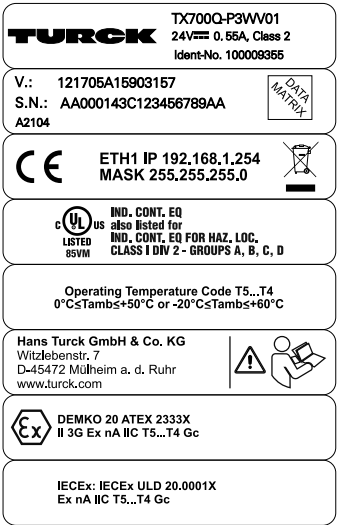 TURCK
TX700Q-P3WV01
24V⎓ 0.55A, Class 2
Ident-No. 100009355
V.: 121705A15903157
S.N.: AA000143C123456789AA
A2104
DATA
MATRIX
CE
ETH1 IP 192.168.1.254
MASK 255.255.255.0
C UL US
LISTED
85VM
IND. CONT. EQ
also listed for
IND. CONT. EQ FOR HAZ. LOC.
CLASS I DIV 2 - GROUPS A, B, C, D
Operating Temperature Code T5...T4
0°C≤Tamb≤+50°C or -20°C≤Tamb≤+60°C
Hans Turck GmbH & Co. KG
Witzlebenstr. 7
D-45472 Mülheim a. d. Ruhr
www.turck.com
Ex
DEMKO 20 ATEX 2333X
II 3G Ex nA IIC T5...T4 Gc
IECEx: IECEx ULD 20.0001X
Ex nA IIC T5...T4 Gc